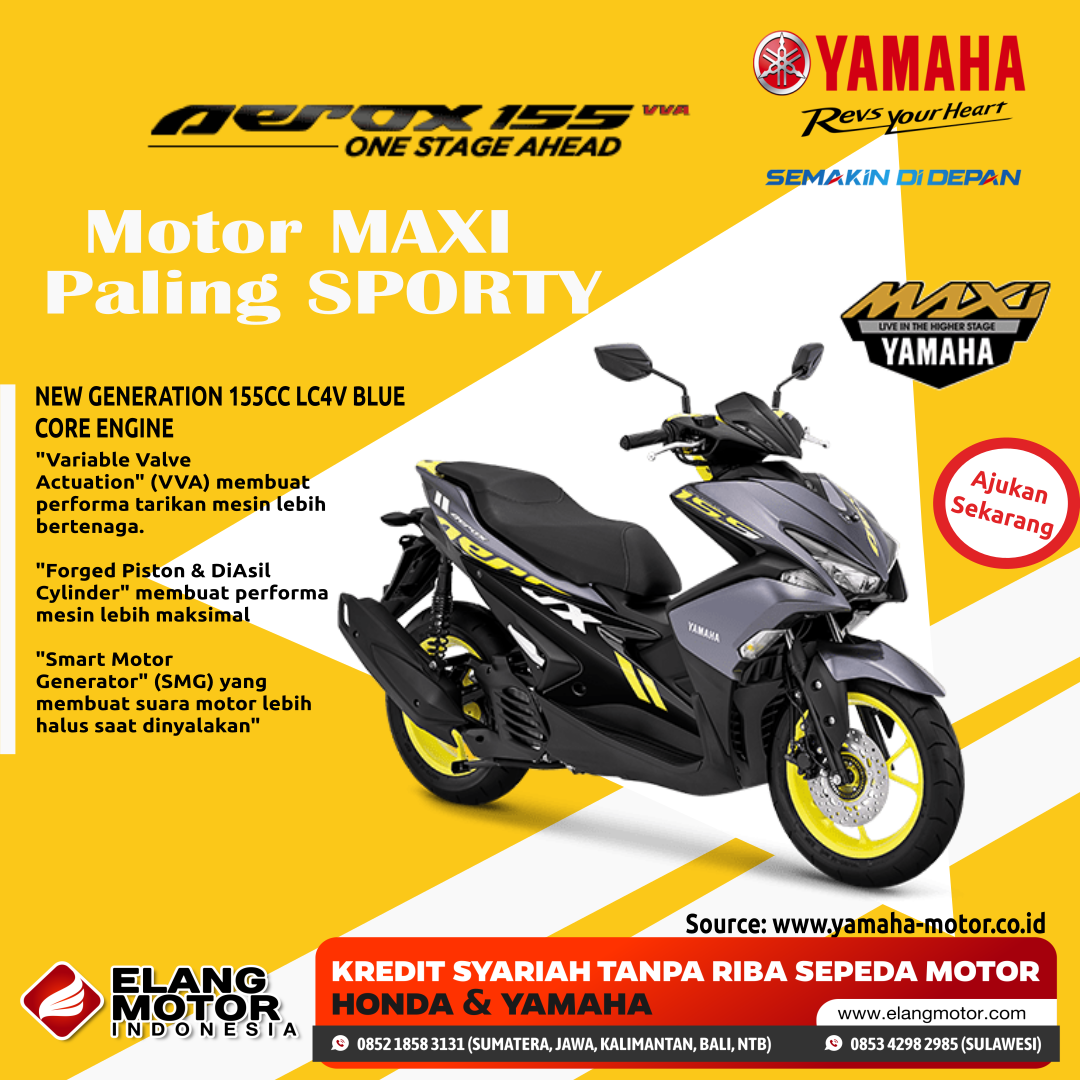 YAMAHA
Revs your Heart
SEMAKIN DI DEPAN
Aerox 155 VVA
ONE STAGE AHEAD
Motor MAXI
Paling SPORTY
MAXi
LIVE IN THE HIGHER STAGE
YAMAHA
NEW GENERATION 155CC LC4V BLUE
CORE ENGINE
"Variable Valve
Actuation" (VVA) membuat
performa tarikan mesin lebih
bertenaga.
"Forged Piston & DiAsil
Cylinder" membuat performa
mesin lebih maksimal
"Smart Motor
Generator" (SMG) yang
membuat suara motor lebih
halus saat dinyalakan"
Ajukan
Sekarang
aerox
Aerox
155
YAMAHA
Source: www.yamaha-motor.co.id
ELANG
MOTOR
INDONESIA
KREDIT SYARIAH TANPA RIBA SEPEDA MOTOR
HONDA & YAMAHA
www.elangmotor.com
0852 1858 3131 (SUMATERA, JAWA, KALIMANTAN, BALI, NTB)
0853 4298 2985 (SULAWESI)